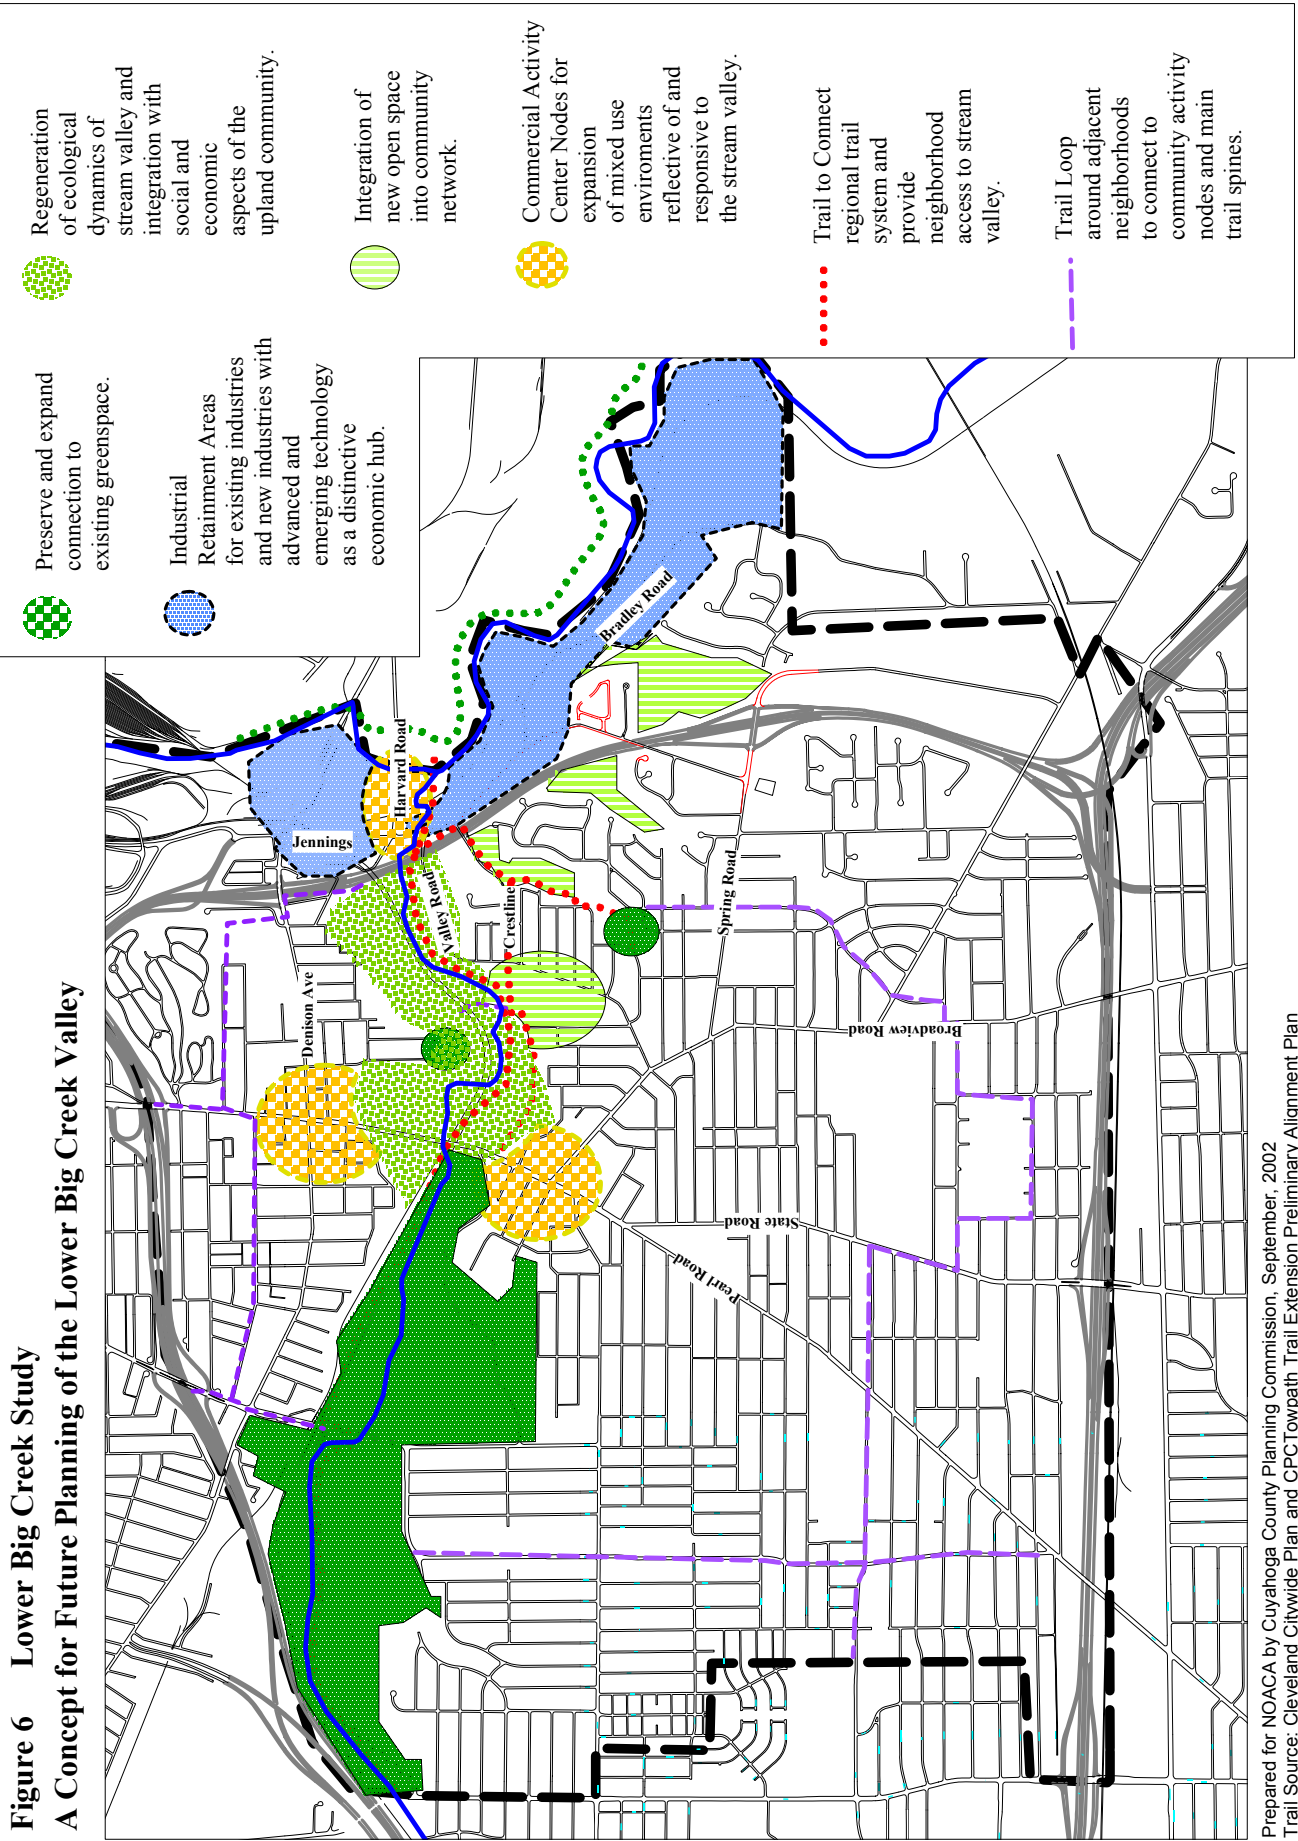 Figure 6 Lower Big Creek Study
A Concept for Future Planning of the Lower Big Creek Valley
Preserve and expand
connection to
existing greenspace.
Industrial
Retainment Areas
for existing industries
and new industries with
advanced and
emerging technology
as a distinctive
economic hub.
Regeneration
of ecological
dynamics of
stream valley and
integration with
social and
economic
aspects of the
upland community.
Integration of
new open space
into community
network.
Commercial Activity
Center Nodes for
expansion
of mixed use
enviroments
reflective of and
responsive to
the stream valley.
Trail to Connect
regional trail
system and
provide
neighborhood
access to stream
valley.
Trail Loop
around adjacent
neighborhoods
to connect to
community activity
nodes and main
trail spines.
Jennings
Harvard Road
Denison Ave
Valley Road
Crestline
Bradley Road
Spring Road
Broadview Road
State Road
Pearl Road
Prepared for NOACA by Cuyahoga County Planning Commission, September, 2002
Trail Source: Cleveland Citywide Plan and CPCTowpath Trail Extension Preliminary Alignment Plan